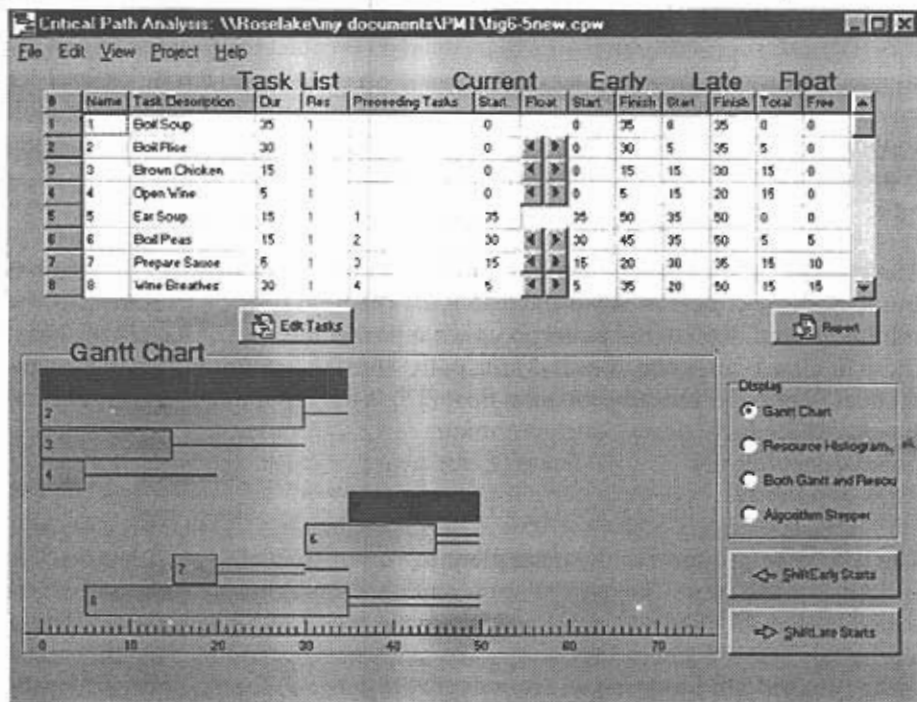 Critical Path Analysis: \\Roselake\my documents\PMI\fig6-5new.cpw
File Edit View Project Help
Task List Current Early Late Float
# Name Task Description Dur Res Preceeding Tasks Start Float Start Finish Start Finish Total Free
1 1 Boil Soup 35 1 0 0 35 0 35 0 0
2 2 Boil Rice 30 1 0 0 30 5 35 5 0
3 3 Brown Chicken 15 1 0 0 15 15 30 15 0
4 4 Open Wine 5 1 0 0 5 15 20 15 0
5 5 Eat Soup 15 1 1 35 35 50 35 50 0 0
6 6 Boil Peas 15 1 2 30 30 45 35 50 5 5
7 7 Prepare Sauce 5 1 3 15 15 20 30 35 15 10
8 8 Wine Breathes 30 1 4 5 5 35 20 50 15 15
Edit Tasks
Report
Gantt Chart
2
3
4
6
7
8
0 10 20 30 40 50 60 70
Display
Gantt Chart
Resource Histogram
Both Gantt and Resou
Algorithm Stepper
ShiftEarly Starts
ShiftLate Starts